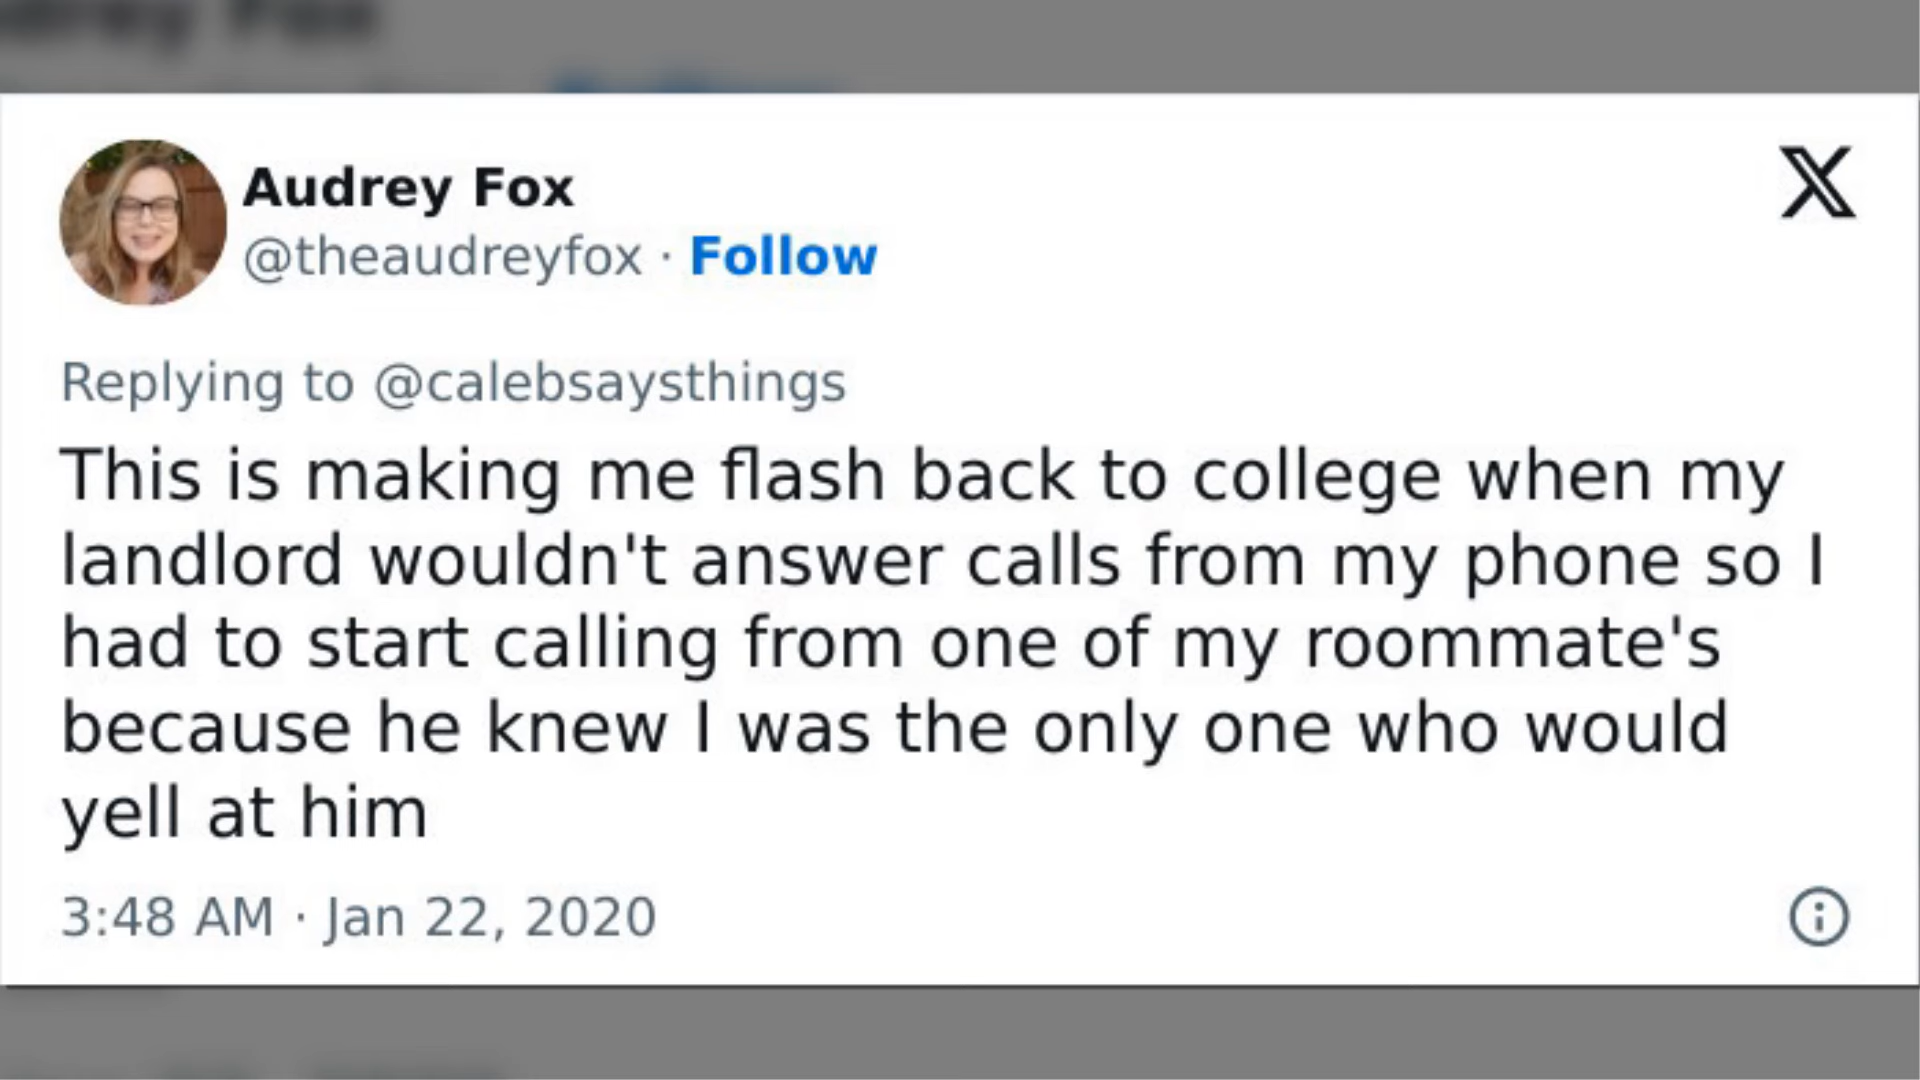 Audrey Fox
@theaudreyfox · Follow
Replying to @calebsaysthings
This is making me flash back to college when my
landlord wouldn't answer calls from my phone so I
had to start calling from one of my roommate's
because he knew I was the only one who would
yell at him
3:48 AM · Jan 22, 2020